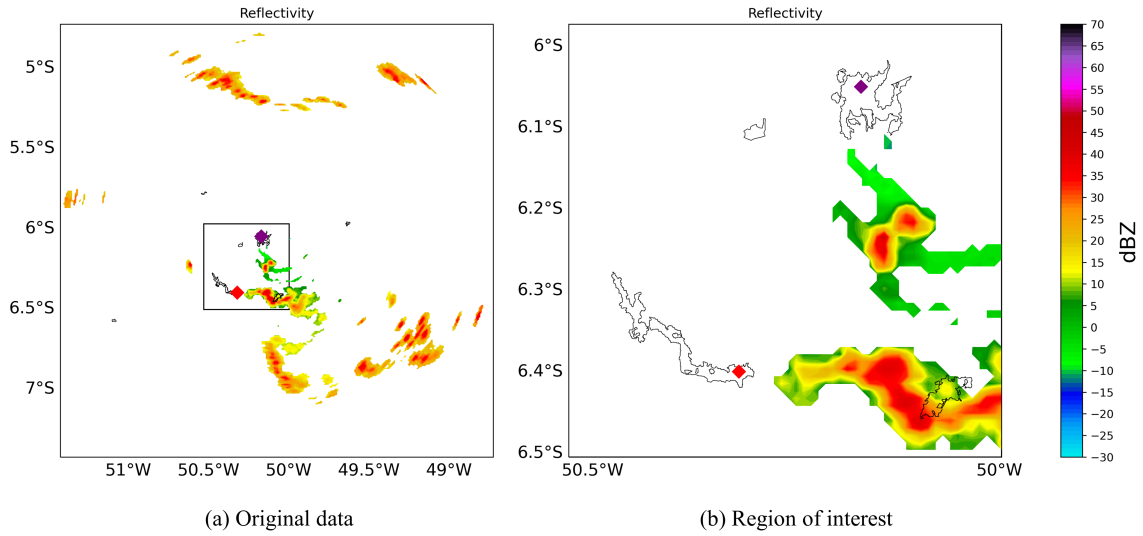 Reflectivity
5°S
5.5°S
6°S
6.5°S
7°S
51°W 50.5°W 50°W 49.5°W 49°W
(a) Original data
Reflectivity
6°S
6.1°S
6.2°S
6.3°S
6.4°S
6.5°S
50.5°W 50°W
(b) Region of interest
70
65
60
55
50
45
40
35
30
25
20
15
10
5
0
−5
−10
−15
−20
−25
−30
dBZ